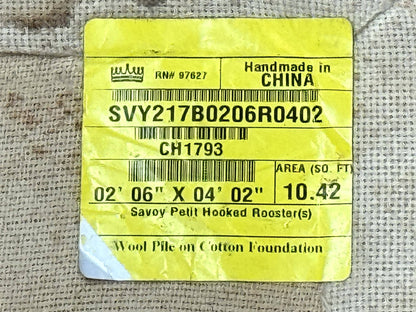 RN# 97627
Handmade in
CHINA
SVY217B0206R0402
CH1793
AREA (SQ. FT)
02' 06" X 04' 02"
10.42
Savoy Petit Hooked Rooster(s)
Wool Pile on Cotton Foundation